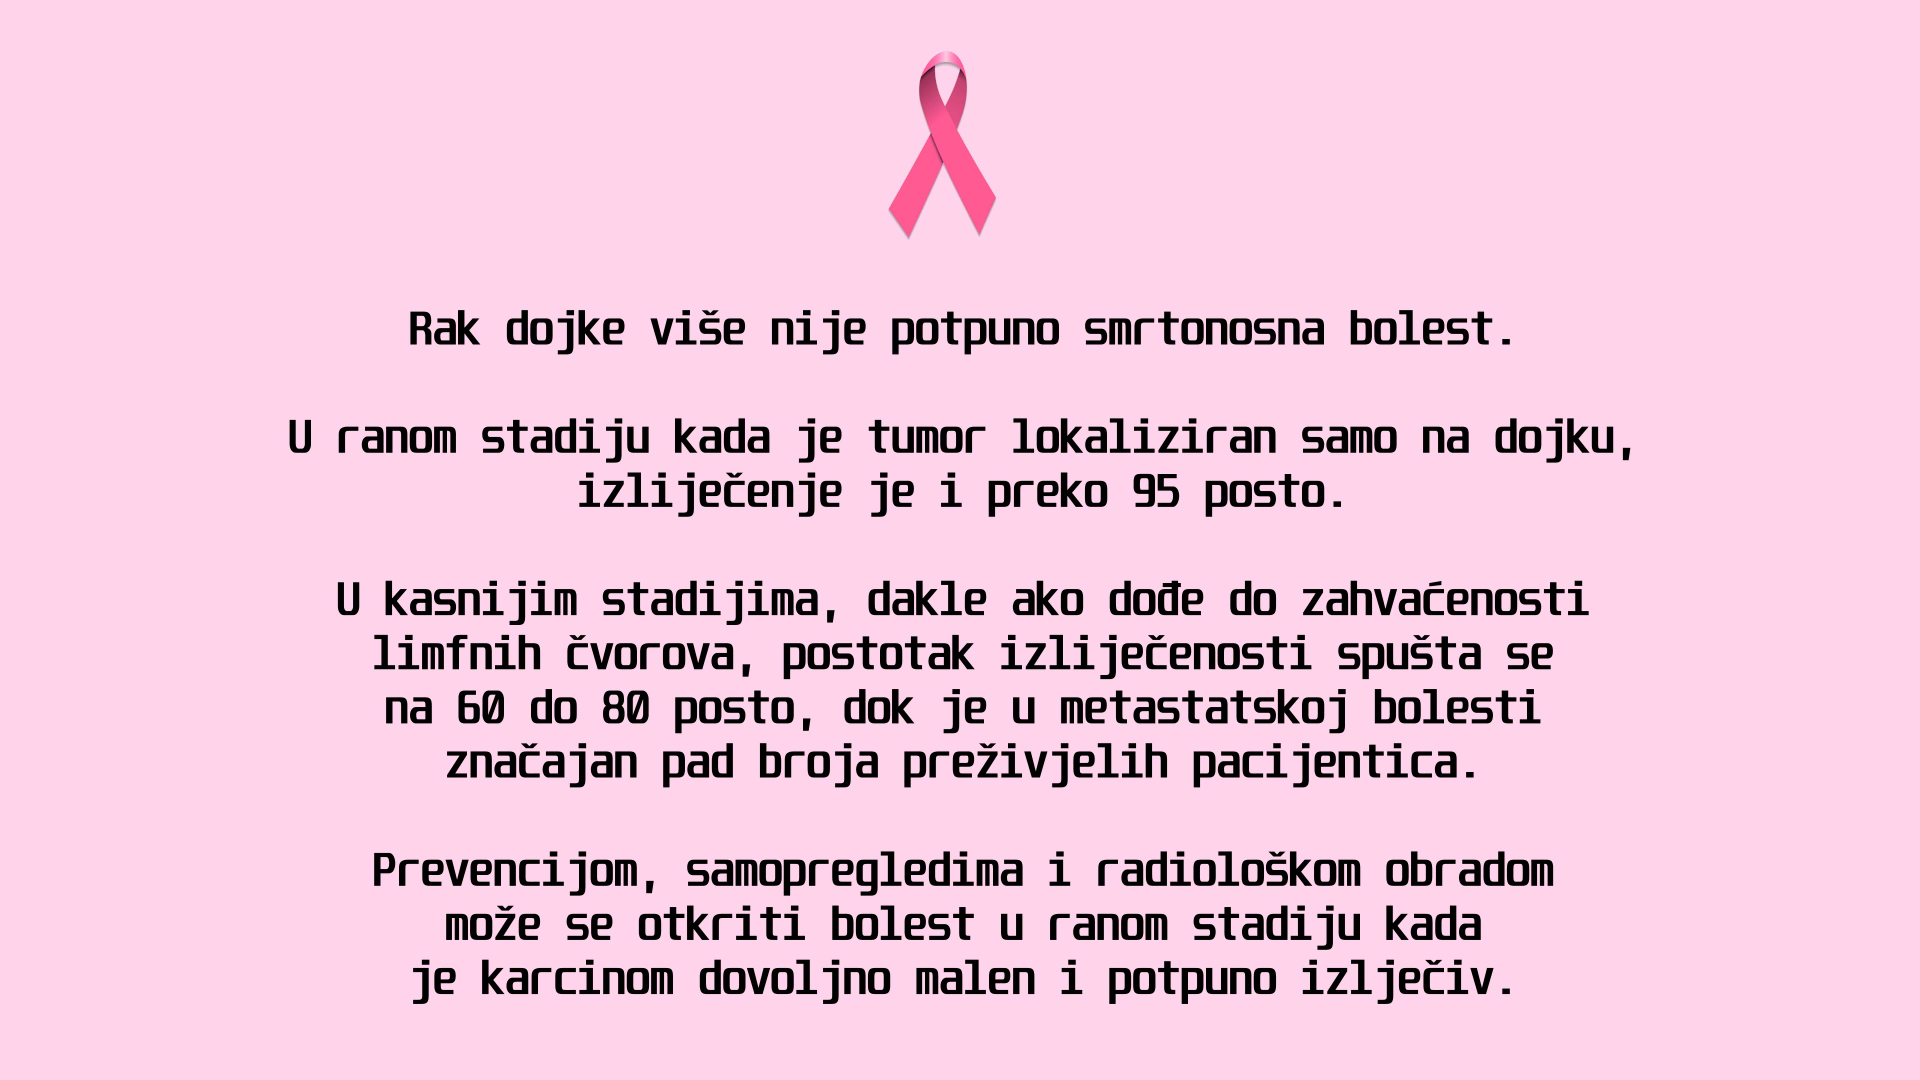 Rak dojke više nije potpuno smrtonosna bolest.
U ranom stadiju kada je tumor lokaliziran samo na dojku,
izliječenje je i preko 95 posto.
U kasnijim stadijima, dakle ako dođe do zahvaćenosti
limfnih čvorova, postotak izliječenosti spušta se
na 60 do 80 posto, dok je u metastatskoj bolesti
značajan pad broja preživjelih pacijentica.
Prevencijom, samopregledima i radiološkom obradom
može se otkriti bolest u ranom stadiju kada
je karcinom dovoljno malen i potpuno izlječiv.